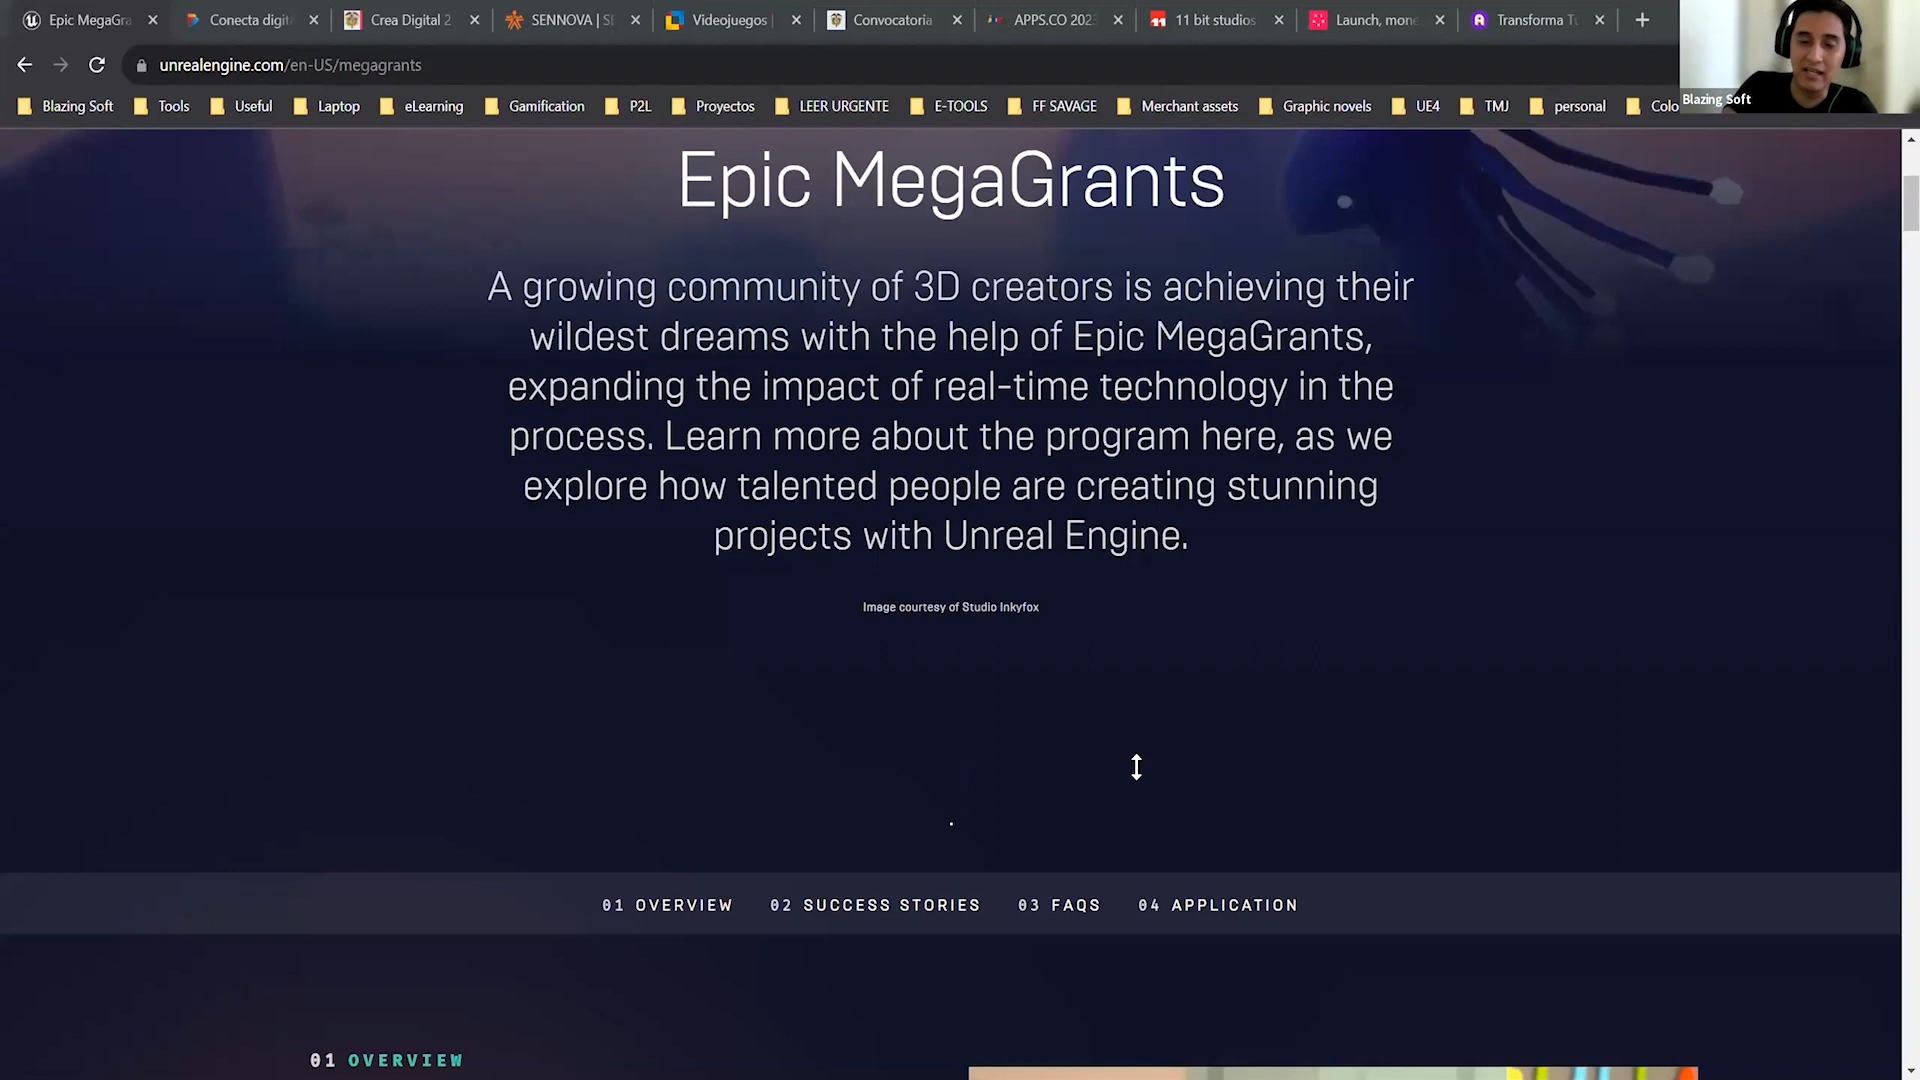 Epic MegaGra
Conecta digit
Crea Digital 2
SENNOVA | S
Videojuegos |
Convocatoria
APPS.CO 2023
11 bit studios
Launch, mone
Transforma Tu
unrealengine.com/en-US/megagrants
Blazing Soft
Tools
Useful
Laptop
eLearning
Gamification
P2L
Proyectos
LEER URGENTE
E-TOOLS
FF SAVAGE
Merchant assets
Graphic novels
UE4
TMJ
personal
Colo
Blazing Soft
Epic MegaGrants
A growing community of 3D creators is achieving their
wildest dreams with the help of Epic MegaGrants,
expanding the impact of real-time technology in the
process. Learn more about the program here, as we
explore how talented people are creating stunning
projects with Unreal Engine.
Image courtesy of Studio Inkyfox
01 OVERVIEW
02 SUCCESS STORIES
03 FAQS
04 APPLICATION
01 OVERVIEW